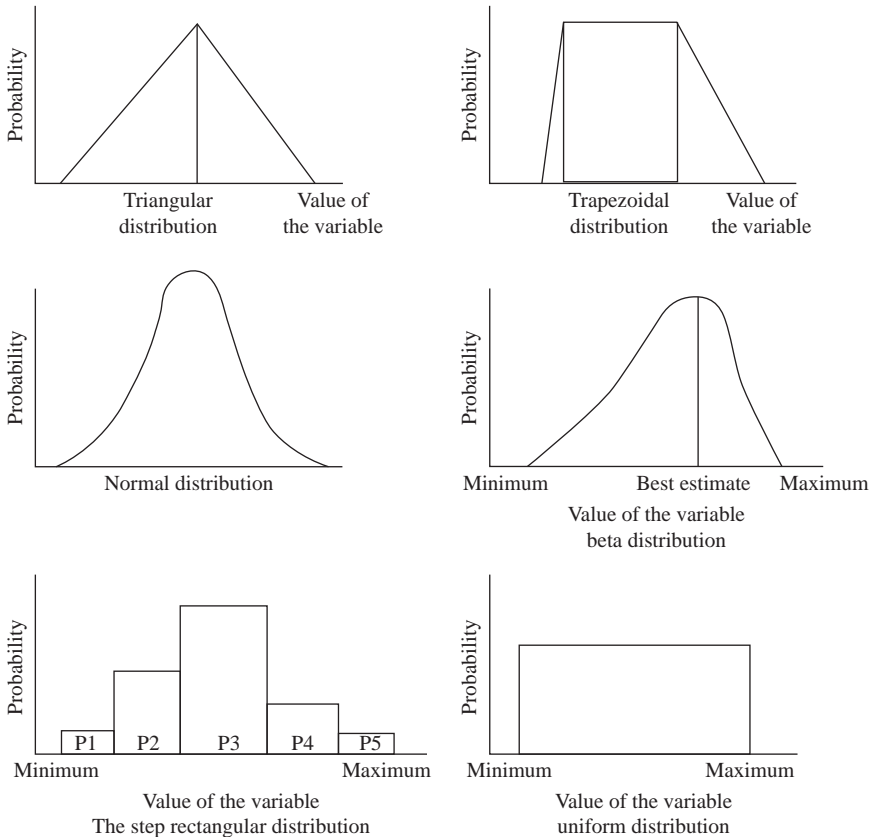 Probability
Triangular
distribution
Value of
the variable
Probability
Trapezoidal
distribution
Value of
the variable
Probability
Normal distribution
Probability
Minimum
Best estimate
Maximum
Value of the variable
beta distribution
Probability
P1
P2
P3
P4
P5
Minimum
Maximum
Value of the variable
The step rectangular distribution
Probability
Minimum
Maximum
Value of the variable
uniform distribution